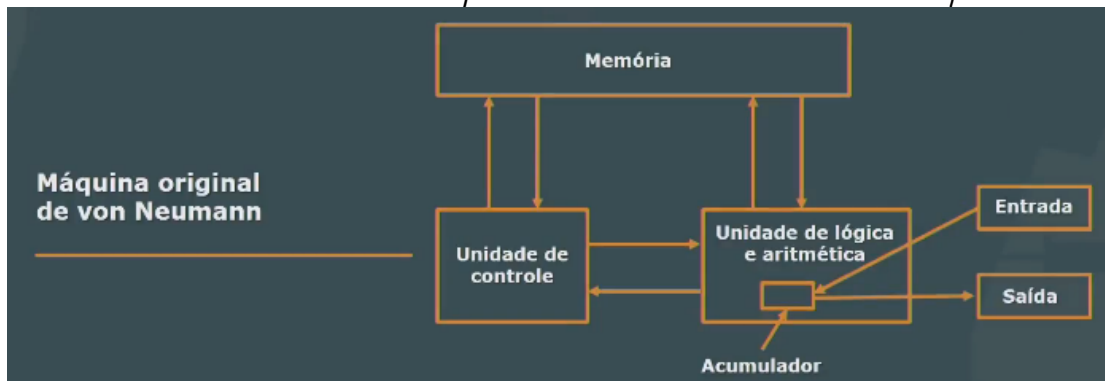 Memória
Máquina original
de von Neumann
Unidade de
controle
Unidade de lógica
e aritmética
Entrada
Saída
Acumulador